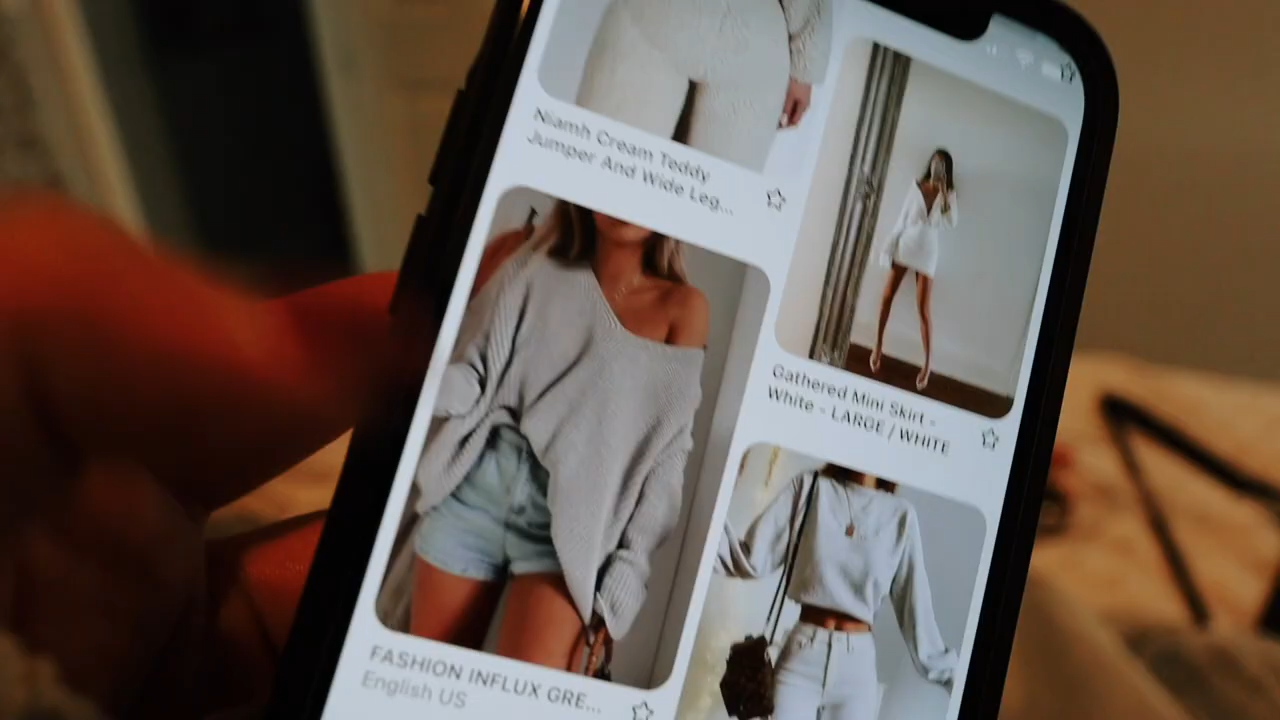 Niamh Cream Teddy
Jumper And Wide Leg...
Gathered Mini Skirt -
White - LARGE / WHITE
FASHION INFLUX GRE...
English US